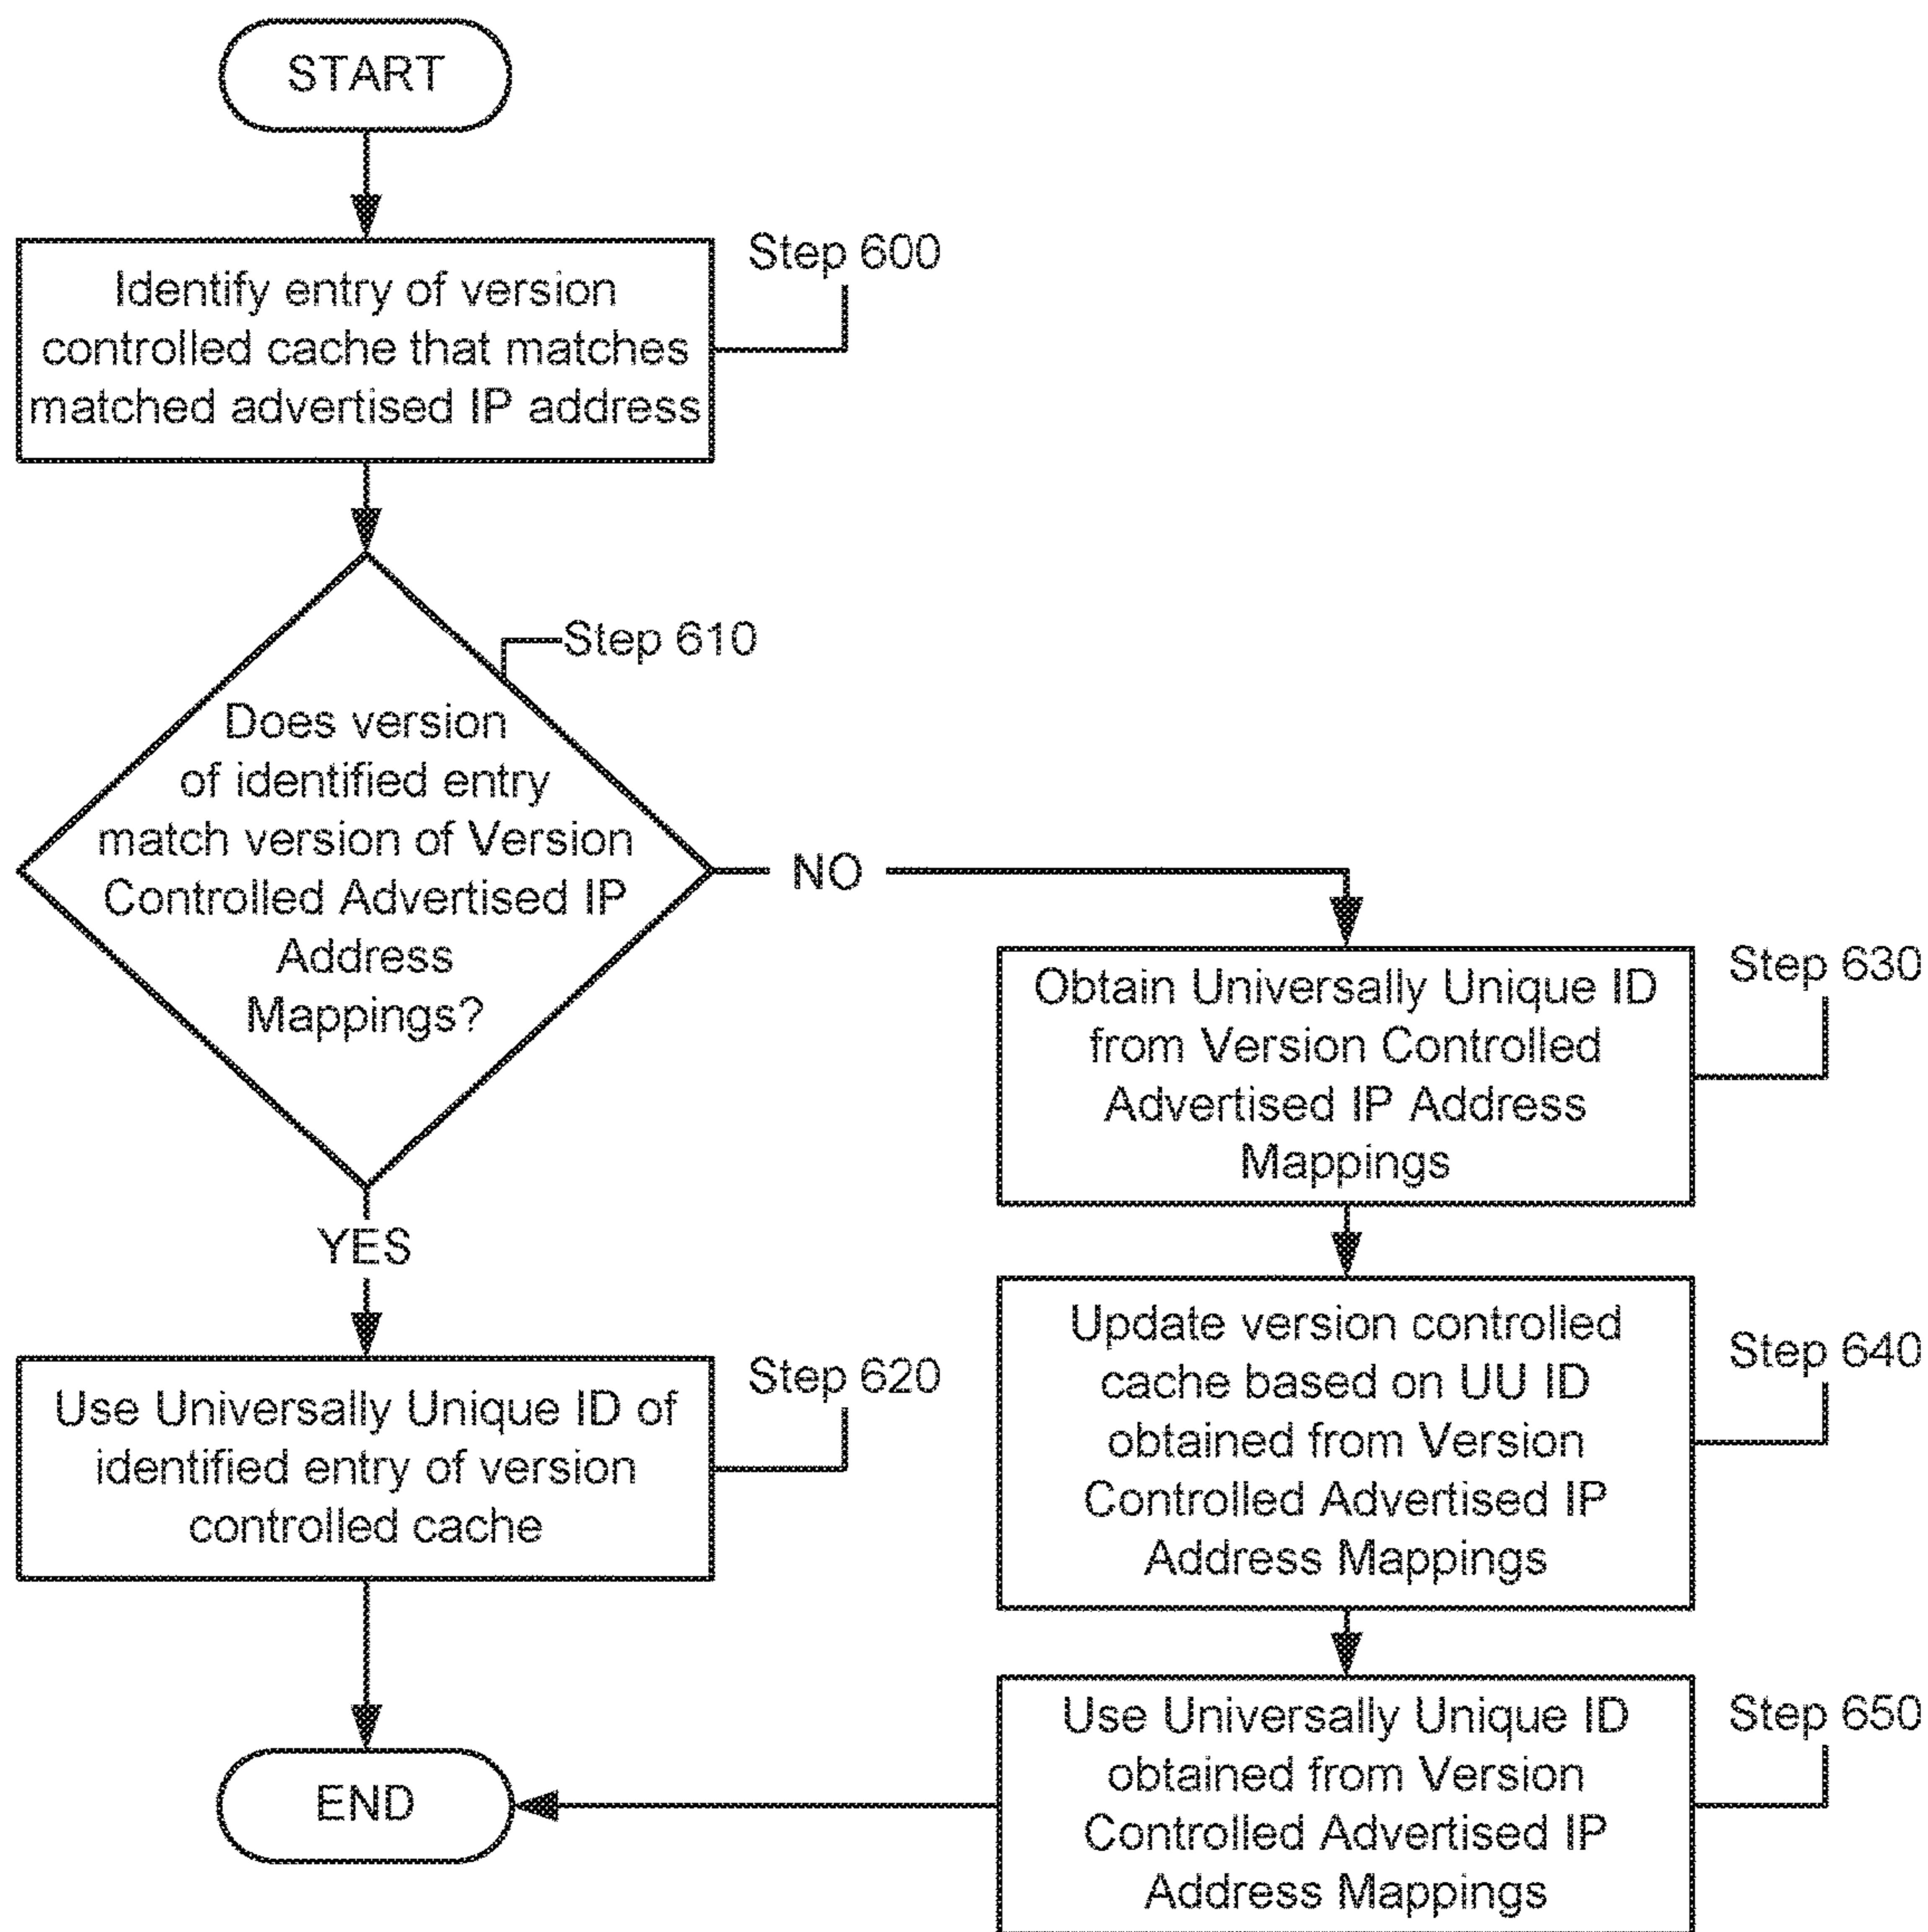 START
Step 600
Identify entry of version
controlled cache that matches
matched advertised IP address
Step 610
Does version
of identified entry
match version of Version
Controlled Advertised IP
Address
Mappings?
NO
Step 630
Obtain Universally Unique ID
from Version Controlled
Advertised IP Address
Mappings
YES
Step 640
Update version controlled
cache based on UU ID
obtained from Version
Controlled Advertised IP
Address Mappings
Step 620
Use Universally Unique ID of
identified entry of version
controlled cache
Step 650
Use Universally Unique ID
obtained from Version
Controlled Advertised IP
Address Mappings
END